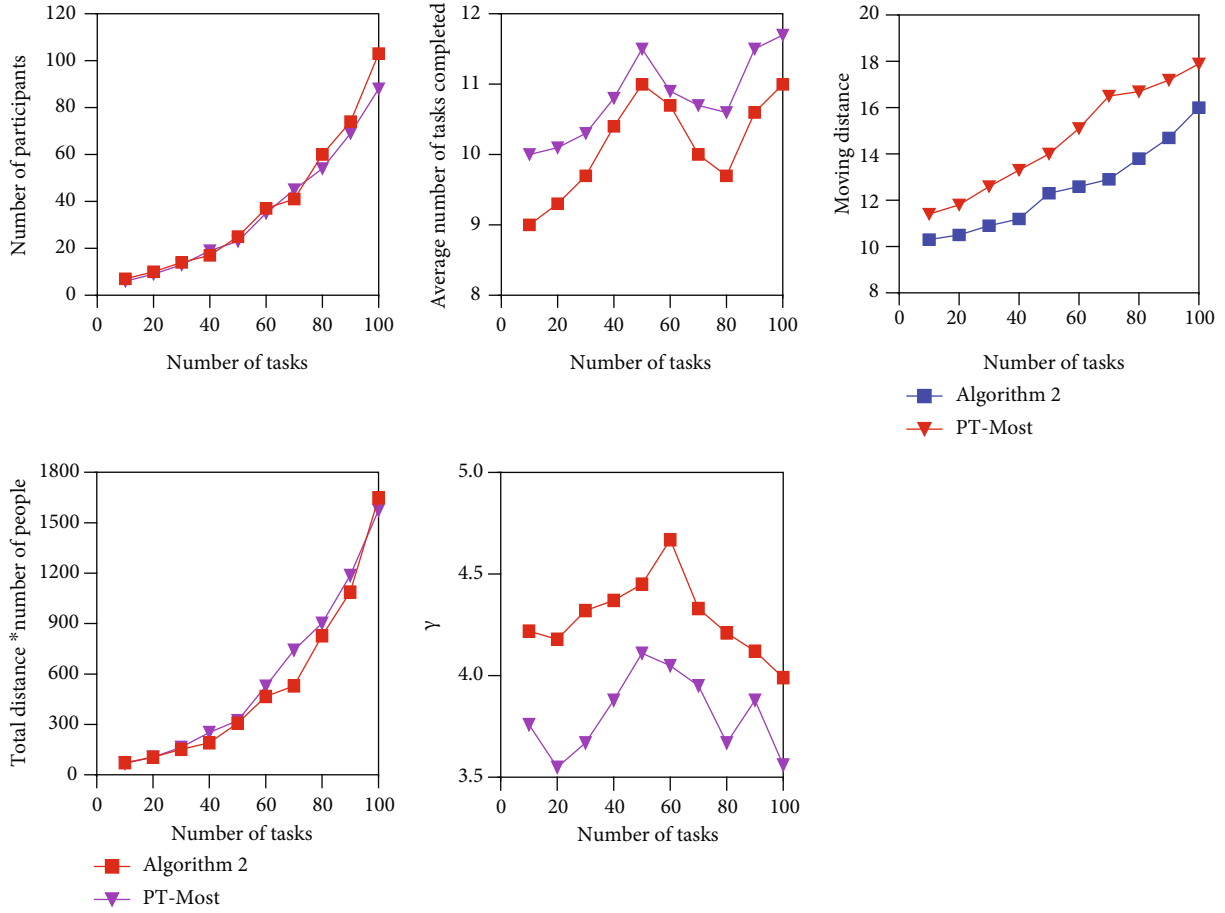 Number of participants
120
100
80
60
40
20
0
0 20 40 60 80 100
Number of tasks
Average number of tasks completed
12
11
10
9
8
0 20 40 60 80 100
Number of tasks
Moving distance
20
18
16
14
12
10
8
0 20 40 60 80 100
Number of tasks
Algorithm 2
PT-Most
Total distance *number of people
1800
1500
1200
900
600
300
0
0 20 40 60 80 100
Number of tasks
Algorithm 2
PT-Most
γ
5.0
4.5
4.0
3.5
0 20 40 60 80 100
Number of tasks